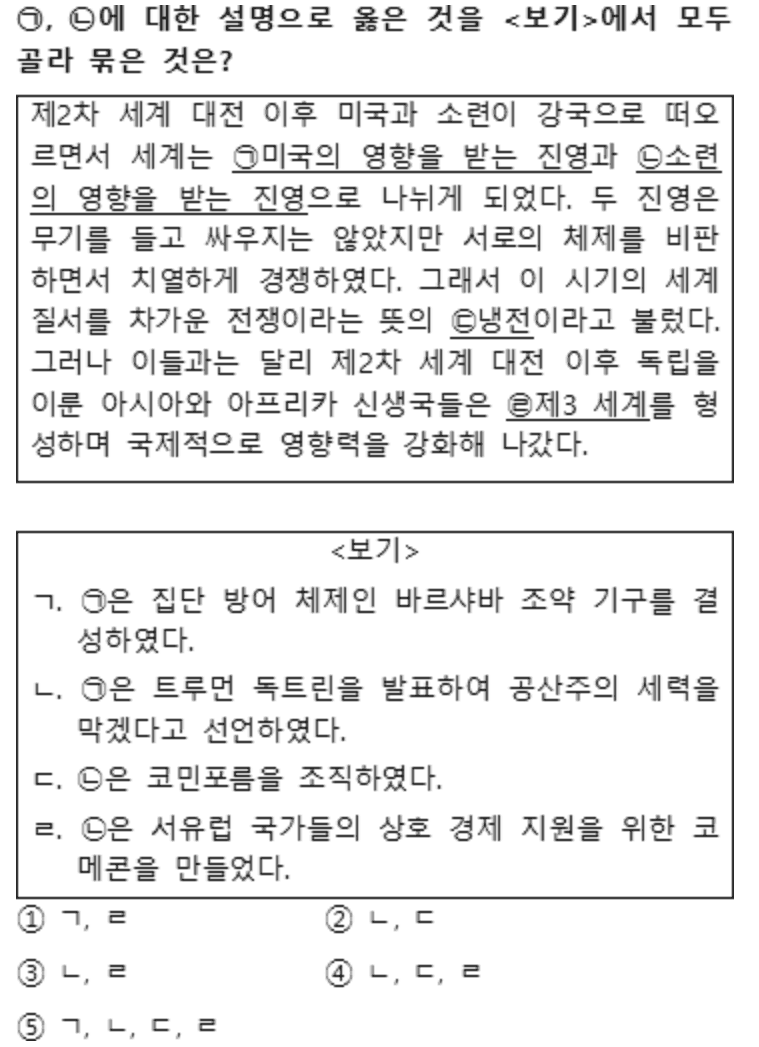 ㉠, ㉡에 대한 설명으로 옳은 것을 <보기>에서 모두
골라 묶은 것은?
제2차 세계 대전 이후 미국과 소련이 강국으로 떠오
르면서 세계는 ㉠미국의 영향을 받는 진영과 ㉡소련
의 영향을 받는 진영으로 나뉘게 되었다. 두 진영은
무기를 들고 싸우지는 않았지만 서로의 체제를 비판
하면서 치열하게 경쟁하였다. 그래서 이 시기의 세계
질서를 차가운 전쟁이라는 뜻의 ㉢냉전이라고 불렀다.
그러나 이들과는 달리 제2차 세계 대전 이후 독립을
이룬 아시아와 아프리카 신생국들은 ㉣제3 세계를 형
성하며 국제적으로 영향력을 강화해 나갔다.
<보기>
ㄱ. ㉠은 집단 방어 체제인 바르샤바 조약 기구를 결
성하였다.
ㄴ. ㉠은 트루먼 독트린을 발표하여 공산주의 세력을
막겠다고 선언하였다.
ㄷ. ㉡은 코민포름을 조직하였다.
ㄹ. ㉡은 서유럽 국가들의 상호 경제 지원을 위한 코
메콘을 만들었다.
① ㄱ, ㄹ ② ㄴ, ㄷ
③ ㄴ, ㄹ ④ ㄴ, ㄷ, ㄹ
⑤ ㄱ, ㄴ, ㄷ, ㄹ